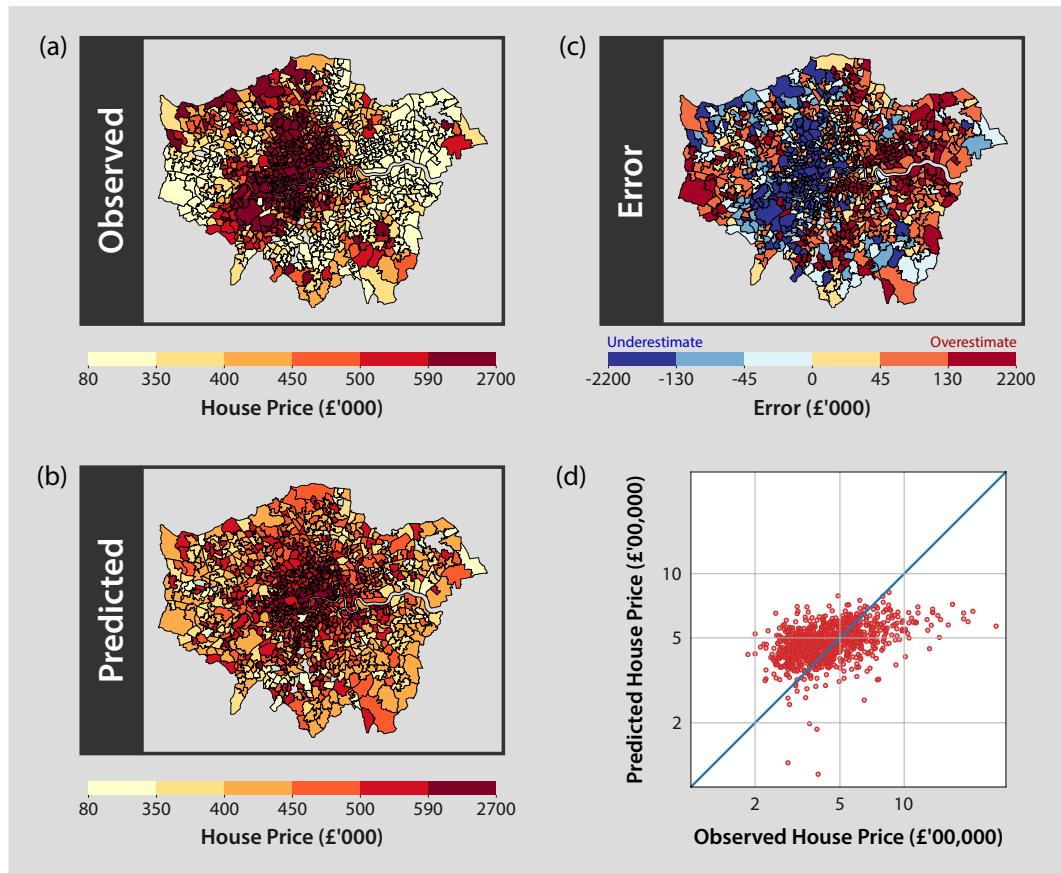 (a)
Observed
80 350 400 450 500 590 2700
House Price (£'000)
(c)
Error
Underestimate Overestimate
-2200 -130 -45 0 45 130 2200
Error (£'000)
(b)
Predicted
80 350 400 450 500 590 2700
House Price (£'000)
(d)
Predicted House Price (£'00,000)
10
5
2
2 5 10
Observed House Price (£'00,000)